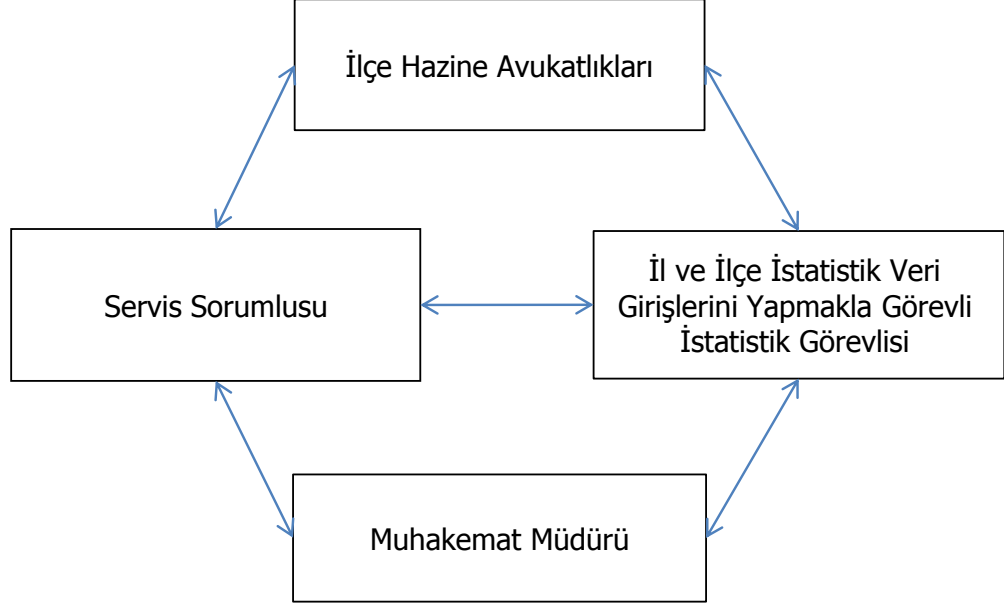 İlçe Hazine Avukatlıkları
Servis Sorumlusu
İl ve İlçe İstatistik Veri
Girişlerini Yapmakla Görevli
İstatistik Görevlisi
Muhakemat Müdürü